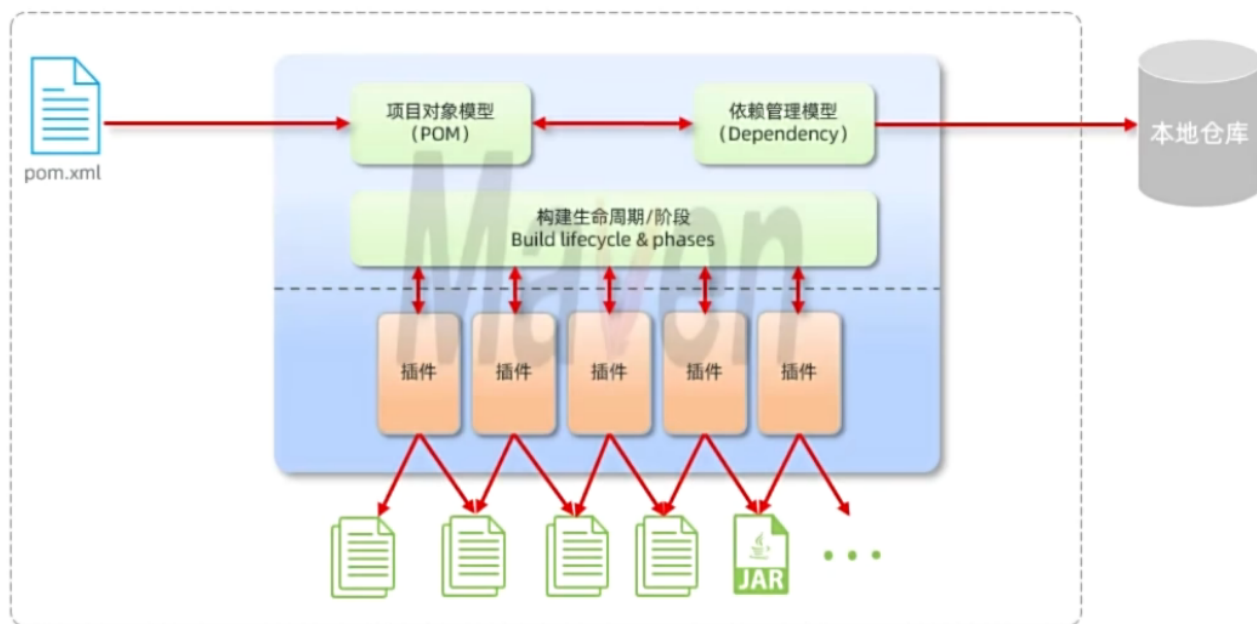 pom.xml
项目对象模型
（POM）
依赖管理模型
（Dependency）
本地仓库
构建生命周期/阶段
Build lifecycle & phases
Maven
插件
插件
插件
插件
插件
JAR